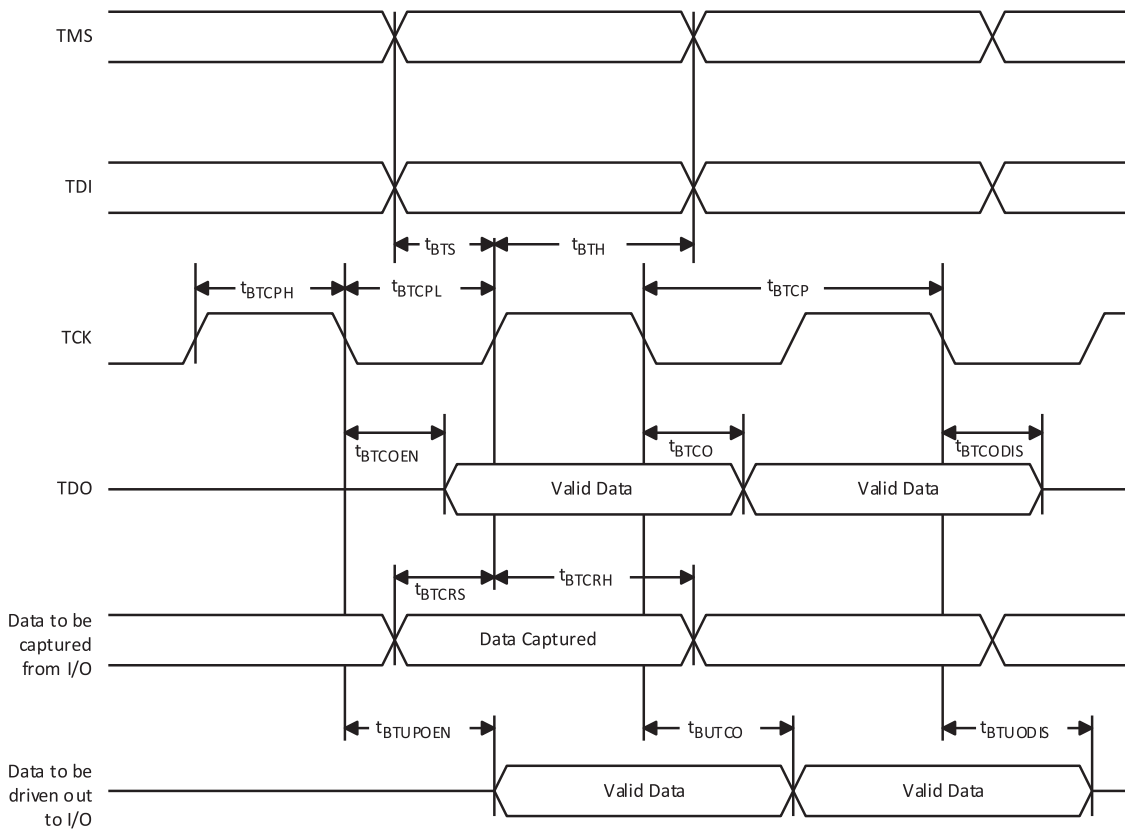 TMS
TDI
tBTS
tBTH
tBTCPH
tBTCPL
tBTCP
TCK
tBTCOEN
tBTCO
tBTCODIS
TDO
Valid Data
Valid Data
tBTCRS
tBTCRH
Data to be
captured
from I/O
Data Captured
tBTUPOEN
tBUTCO
tBTUODIS
Data to be
driven out
to I/O
Valid Data
Valid Data